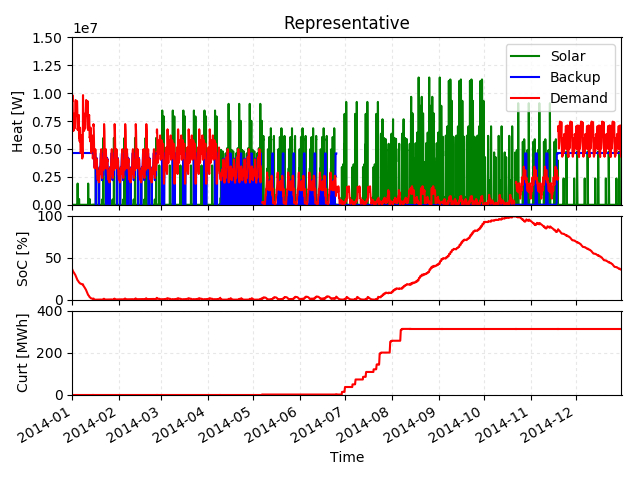 Representative
1e7
1.50
1.25
1.00
0.75
0.50
0.25
0.00
Heat [W]
Solar
Backup
Demand
100
50
0
SoC [%]
400
200
0
Curt [MWh]
2014-01
2014-02
2014-03
2014-04
2014-05
2014-06
2014-07
2014-08
2014-09
2014-10
2014-11
2014-12
Time